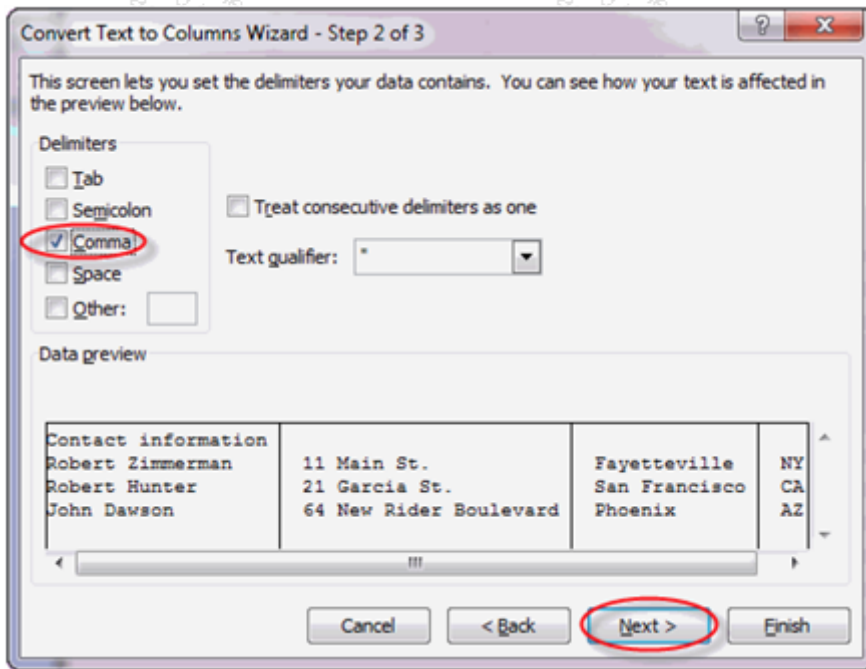 Convert Text to Columns Wizard - Step 2 of 3
?
This screen lets you set the delimiters your data contains. You can see how your text is affected in
the preview below.
Delimiters
Tab
Semicolon
Treat consecutive delimiters as one
Comma
Text qualifier: "
Space
Other:
Data preview
Contact information
Robert Zimmerman 11 Main St. Fayetteville NY
Robert Hunter 21 Garcia St. San Francisco CA
John Dawson 64 New Rider Boulevard Phoenix AZ
Cancel < Back Next > Finish